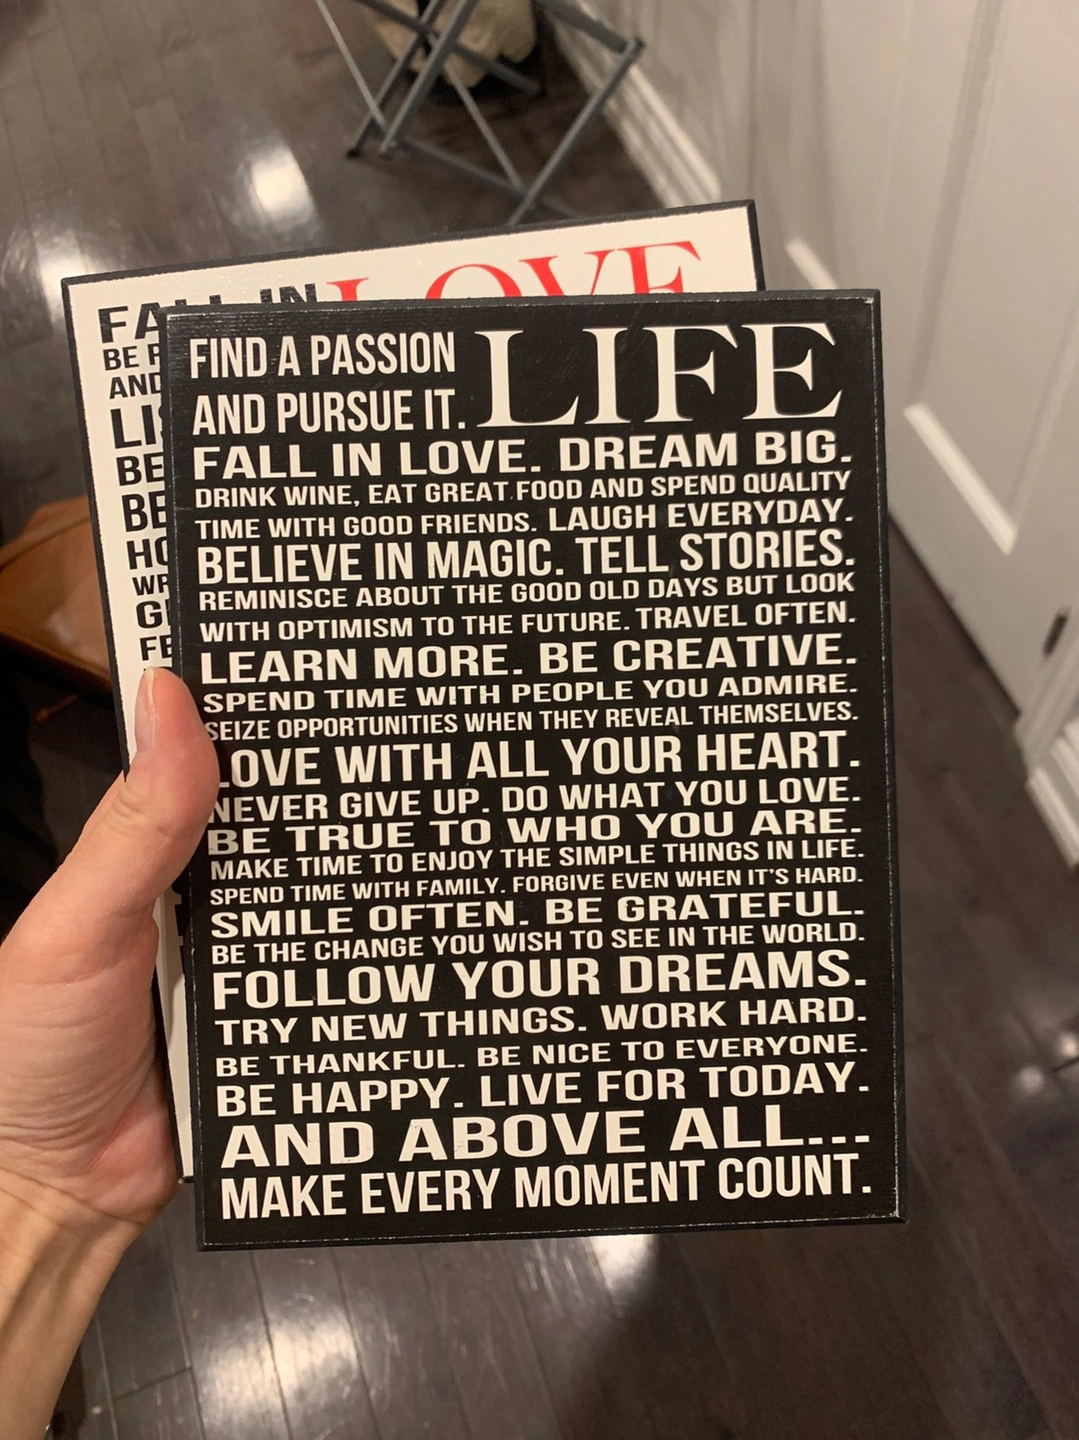 FALL IN LOVE
BE
AND
BE
BE
FIND A PASSION
AND PURSUE IT. LIFE
FALL IN LOVE. DREAM BIG.
DRINK WINE, EAT GREAT FOOD AND SPEND QUALITY
TIME WITH GOOD FRIENDS. LAUGH EVERYDAY.
BELIEVE IN MAGIC. TELL STORIES.
REMINISCE ABOUT THE GOOD OLD DAYS BUT LOOK
WITH OPTIMISM TO THE FUTURE. TRAVEL OFTEN.
LEARN MORE. BE CREATIVE.
SPEND TIME WITH PEOPLE YOU ADMIRE.
SEIZE OPPORTUNITIES WHEN THEY REVEAL THEMSELVES.
LOVE WITH ALL YOUR HEART.
NEVER GIVE UP. DO WHAT YOU LOVE.
BE TRUE TO WHO YOU ARE.
MAKE TIME TO ENJOY THE SIMPLE THINGS IN LIFE.
SPEND TIME WITH FAMILY. FORGIVE EVEN WHEN IT'S HARD.
SMILE OFTEN. BE GRATEFUL.
BE THE CHANGE YOU WISH TO SEE IN THE WORLD.
FOLLOW YOUR DREAMS.
TRY NEW THINGS. WORK HARD.
BE THANKFUL. BE NICE TO EVERYONE.
BE HAPPY. LIVE FOR TODAY.
AND ABOVE ALL...
MAKE EVERY MOMENT COUNT.